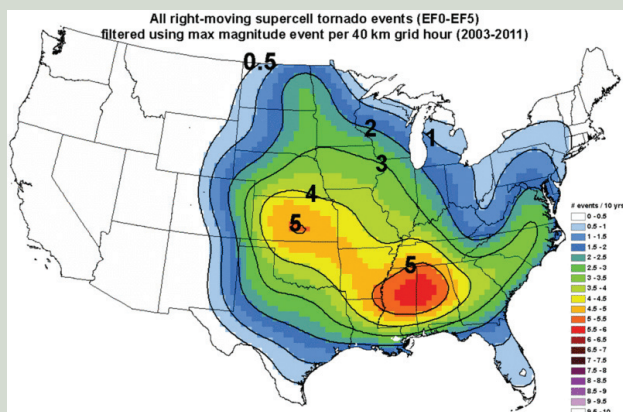 All right-moving supercell tornado events (EF0-EF5)
filtered using max magnitude event per 40 km grid hour (2003-2011)
0.5
2
1
3
4
5
5
# events / 10 yrs
0 - 0.5
0.5 - 1
1 - 1.5
1.5 - 2
2 - 2.5
2.5 - 3
3 - 3.5
3.5 - 4
4 - 4.5
4.5 - 5
5 - 5.5
5.5 - 6
6 - 6.5
6.5 - 7
7 - 7.5
7.5 - 8
8 - 8.5
8.5 - 9
9 - 9.5
9.5 - 10